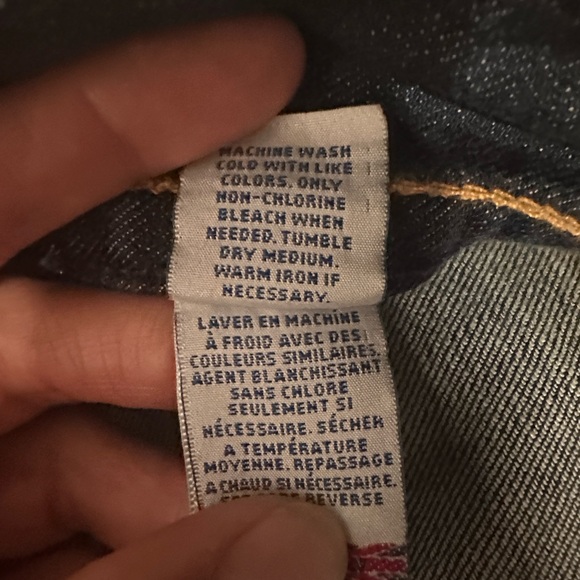 MACHINE WASH
COLD WITH LIKE
COLORS. ONLY
NON-CHLORINE
BLEACH WHEN
NEEDED. TUMBLE
DRY MEDIUM.
WARM IRON IF
NECESSARY.
LAVER EN MACHINE
À FROID AVEC DES
COULEURS SIMILAIRES.
AGENT BLANCHISSANT
SANS CHLORE
SEULEMENT SI
NÉCESSAIRE. SÉCHER
A TEMPÉRATURE
MOYENNE. REPASSAGE
A CHAUD SI NÉCESSAIRE.
REVERSE